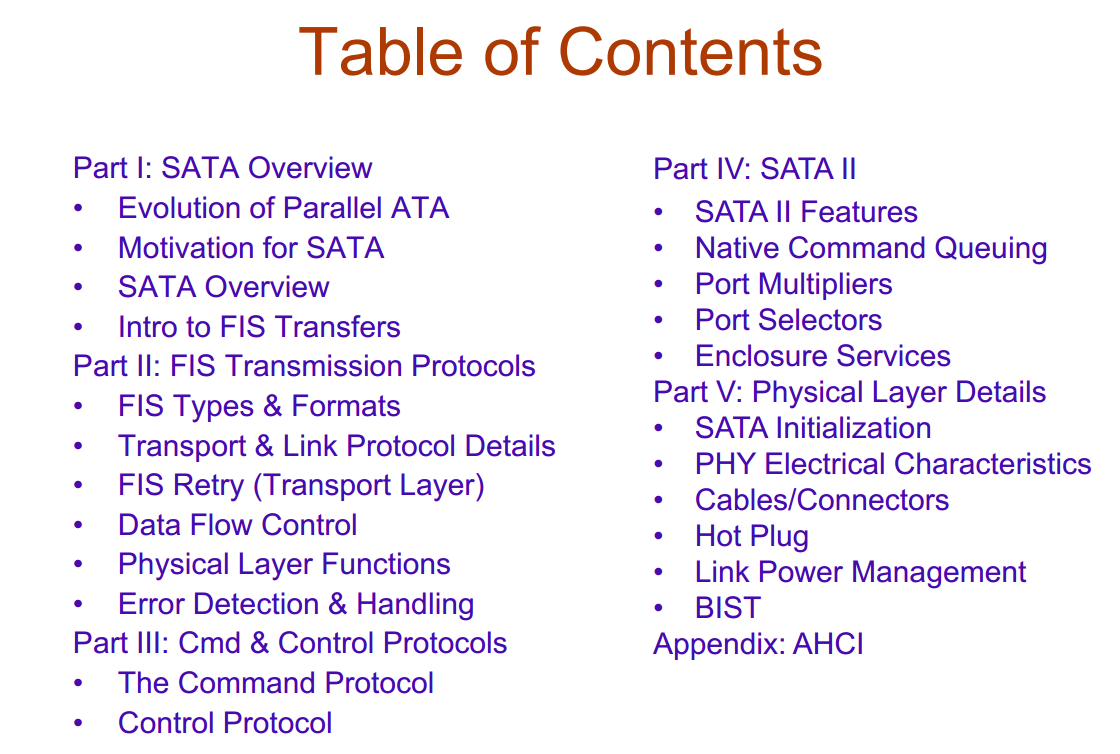 Table of Contents
Part I: SATA Overview
• Evolution of Parallel ATA
• Motivation for SATA
• SATA Overview
• Intro to FIS Transfers
Part II: FIS Transmission Protocols
• FIS Types & Formats
• Transport & Link Protocol Details
• FIS Retry (Transport Layer)
• Data Flow Control
• Physical Layer Functions
• Error Detection & Handling
Part III: Cmd & Control Protocols
• The Command Protocol
• Control Protocol
Part IV: SATA II
• SATA II Features
• Native Command Queuing
• Port Multipliers
• Port Selectors
• Enclosure Services
Part V: Physical Layer Details
• SATA Initialization
• PHY Electrical Characteristics
• Cables/Connectors
• Hot Plug
• Link Power Management
• BIST
Appendix: AHCI